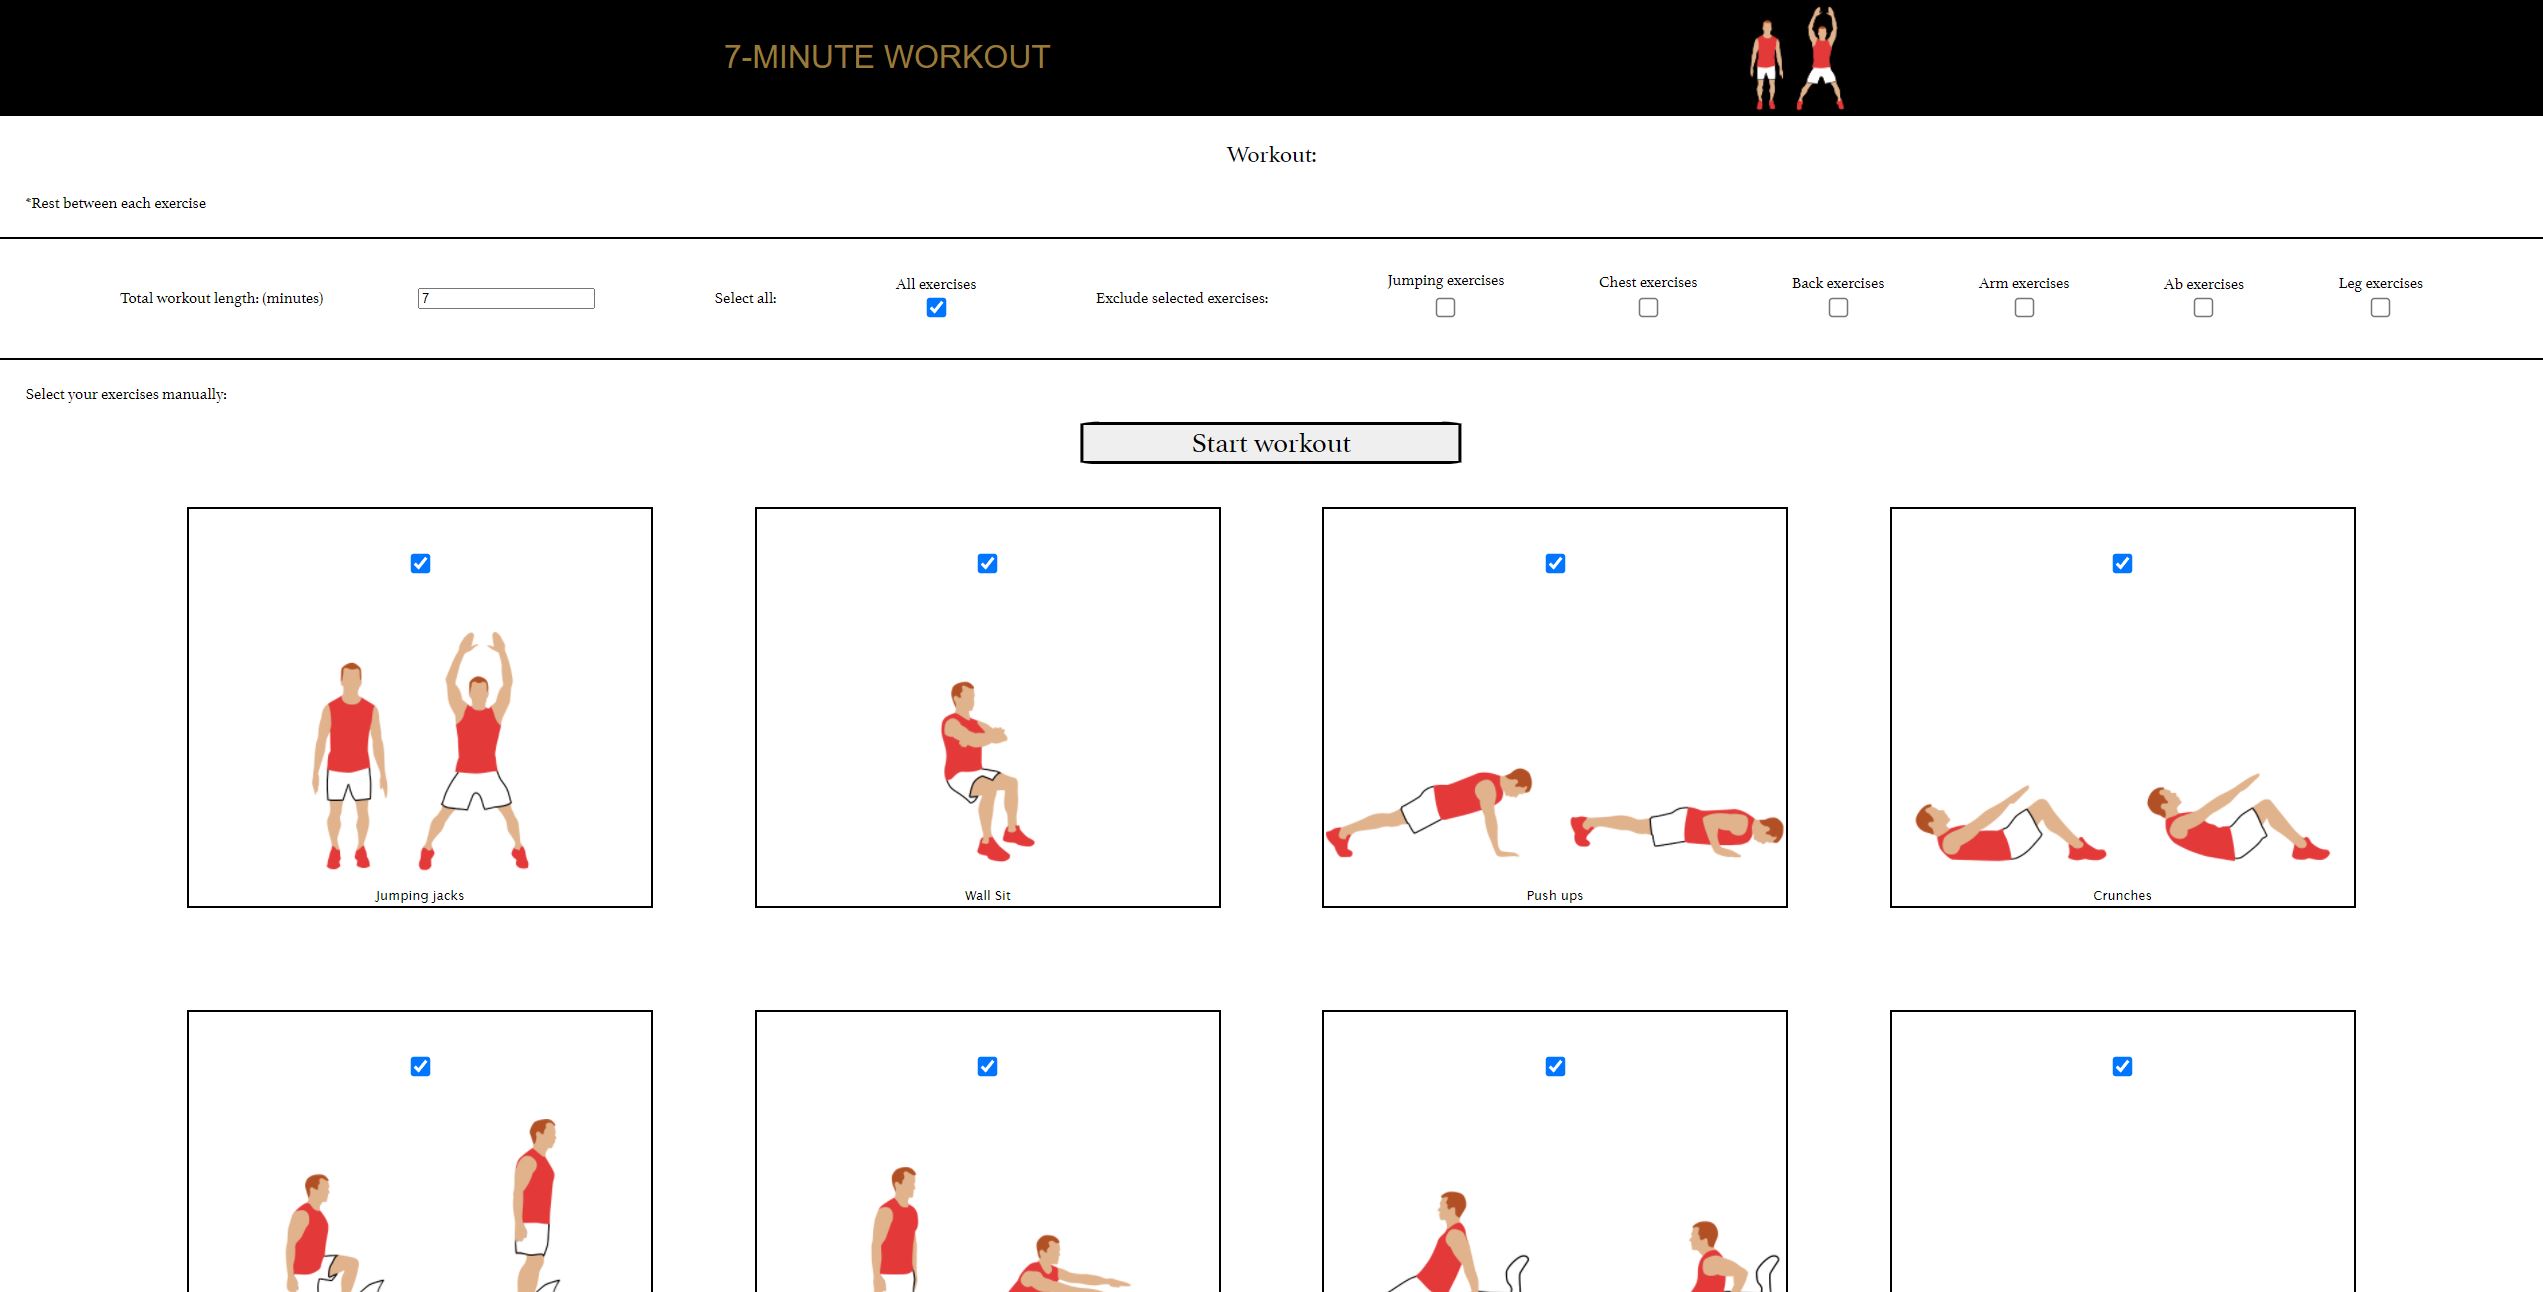 7-MINUTE WORKOUT
Workout:
*Rest between each exercise
Total workout length: (minutes)
7
Select all:
All exercises
Exclude selected exercises:
Jumping exercises
Chest exercises
Back exercises
Arm exercises
Ab exercises
Leg exercises
Select your exercises manually:
Start workout
Jumping jacks
Wall Sit
Push ups
Crunches